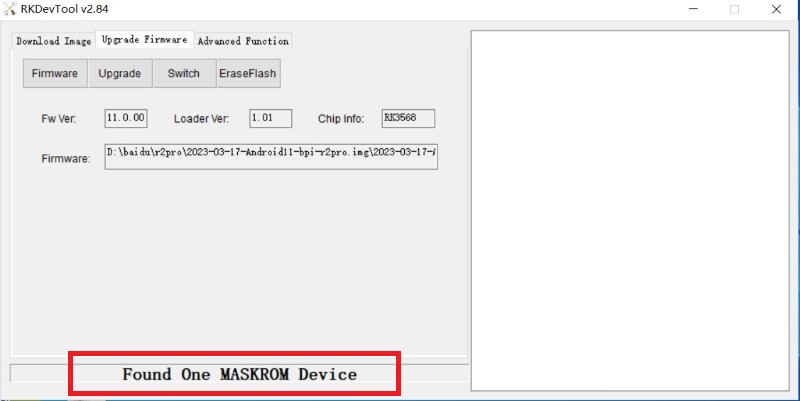 RKDevTool v2.84
Download Image Upgrade Firmware Advanced Function
Firmware Upgrade Switch EraseFlash
Fw Ver: 11.0.00 Loader Ver: 1.01 Chip Info: RK3568
Firmware: D:\baidu\r2pro\2023-03-17-Android11-bpi-r2pro.img\2023-03-17-A
Found One MASKROM Device